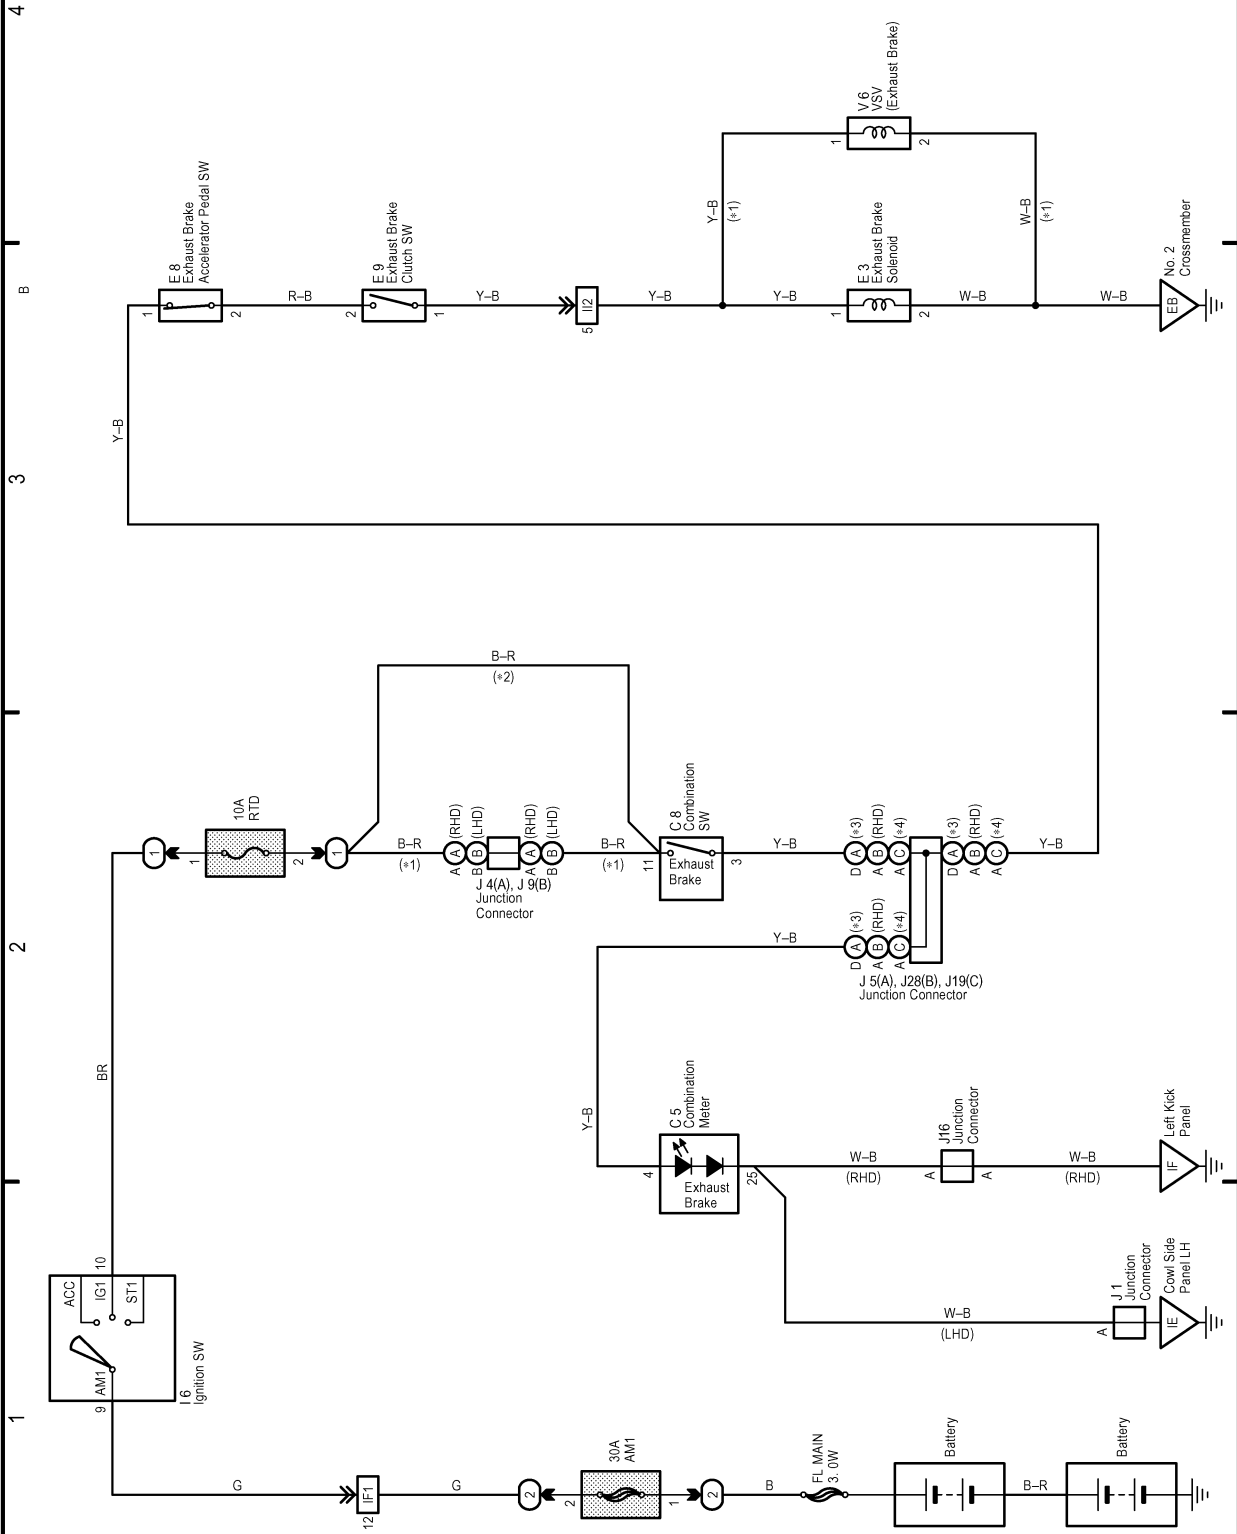 4
3
2
1
B
E 8
Exhaust Brake
Accelerator Pedal SW
1
2
R–B
E 9
Exhaust Brake
Clutch SW
2
1
Y–B
II2
5
Y–B
Y–B
(∗1)
Y–B
V 6
VSV
(Exhaust Brake)
1
2
E 3
Exhaust Brake
Solenoid
1
2
W–B
W–B
(∗1)
W–B
No. 2
Crossmember
EB
Y–B
10A
RTD
1
1
2
1
B–R
(∗2)
B–R
(∗1)
A A (RHD)
B B (LHD)
A A (RHD)
B B (LHD)
J 4(A), J 9(B)
Junction
Connector
B–R
(∗1)
11
C 8
Combination
SW
Exhaust
Brake
3
Y–B
D A (∗3)
A B (RHD)
A C (∗4)
D A (∗3)
A B (RHD)
A C (∗4)
Y–B
Y–B
D A (∗3)
A B (RHD)
A C (∗4)
J 5(A), J28(B), J19(C)
Junction Connector
BR
Y–B
C 5
Combination
Meter
4
Exhaust
Brake
25
W–B
(RHD)
J16
Junction
Connector
A
A
W–B
(RHD)
Left Kick
Panel
IF
W–B
(LHD)
J 1
Junction
Connector
A
Cowl Side
Panel LH
IE
ACC
IG1 10
ST1
9 AM1
I 6
Ignition SW
G
IF1
12
G
2
2
30A
AM1
1
2
B
FL MAIN
3. 0W
Battery
B–R
Battery